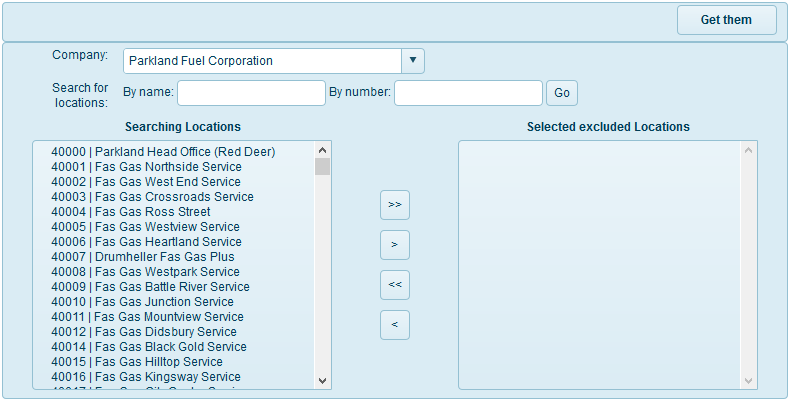 Get them
Company: Parkland Fuel Corporation
Search for locations: By name: By number: Go
Searching Locations
Selected excluded Locations
40000 | Parkland Head Office (Red Deer)
40001 | Fas Gas Northside Service
40002 | Fas Gas West End Service
40003 | Fas Gas Crossroads Service
40004 | Fas Gas Ross Street
40005 | Fas Gas Westview Service
40006 | Fas Gas Heartland Service
40007 | Drumheller Fas Gas Plus
40008 | Fas Gas Westpark Service
40009 | Fas Gas Battle River Service
40010 | Fas Gas Junction Service
40011 | Fas Gas Mountview Service
40012 | Fas Gas Didsbury Service
40014 | Fas Gas Black Gold Service
40015 | Fas Gas Hilltop Service
40016 | Fas Gas Kingsway Service
>>
>
<<
<